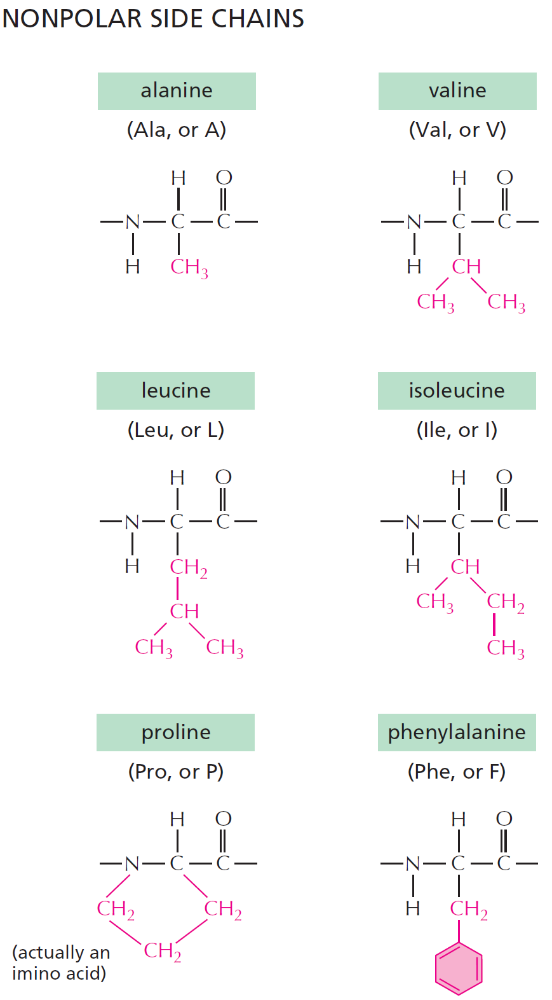 NONPOLAR SIDE CHAINS
alanine
(Ala, or A)
H O
N C C
H CH₃
valine
(Val, or V)
H O
N C C
H CH
CH₃ CH₃
leucine
(Leu, or L)
H O
N C C
H CH₂
CH
CH₃ CH₃
isoleucine
(Ile, or I)
H O
N C C
H CH
CH₃ CH₂
CH₃
proline
(Pro, or P)
H O
N C C
CH₂ CH₂
CH₂
(actually an
imino acid)
phenylalanine
(Phe, or F)
H O
N C C
H CH₂